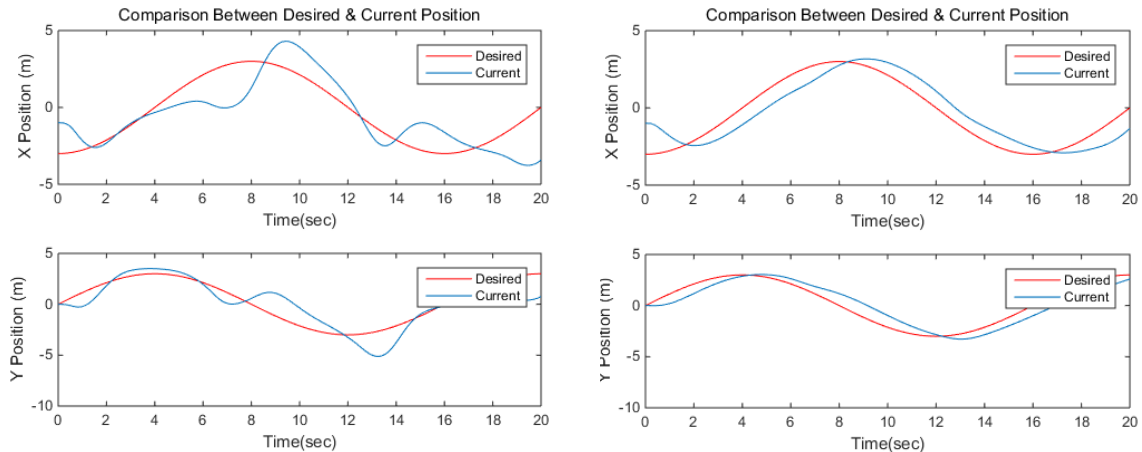 Comparison Between Desired & Current Position
5
0
-5
X Position (m)
Desired
Current
0 2 4 6 8 10 12 14 16 18 20
Time(sec)
5
0
-5
-10
Y Position (m)
Desired
Current
0 2 4 6 8 10 12 14 16 18 20
Time(sec)
Comparison Between Desired & Current Position
5
0
-5
X Position (m)
Desired
Current
0 2 4 6 8 10 12 14 16 18 20
Time(sec)
5
0
-5
-10
Y Position (m)
Desired
Current
0 2 4 6 8 10 12 14 16 18 20
Time(sec)